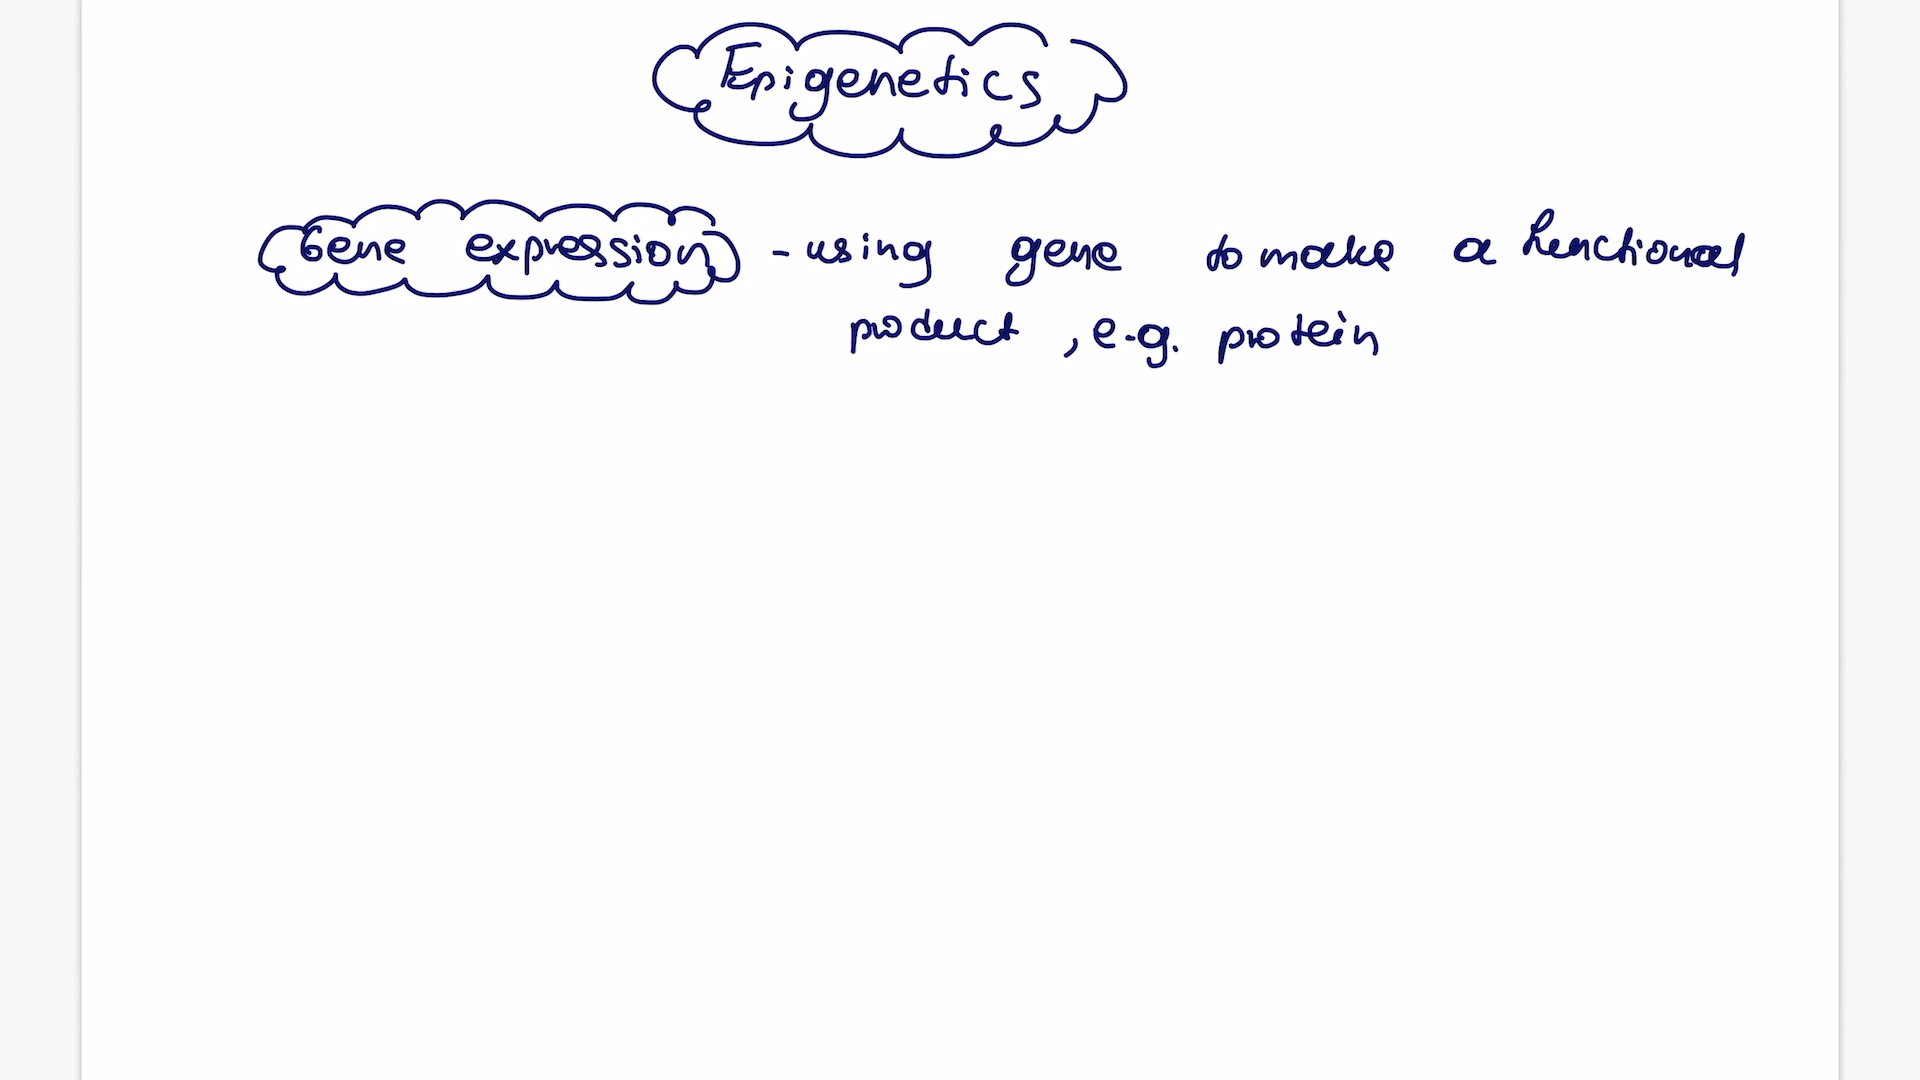 Epigenetics
Gene expression - using gene to make a functional
product, e.g. protein